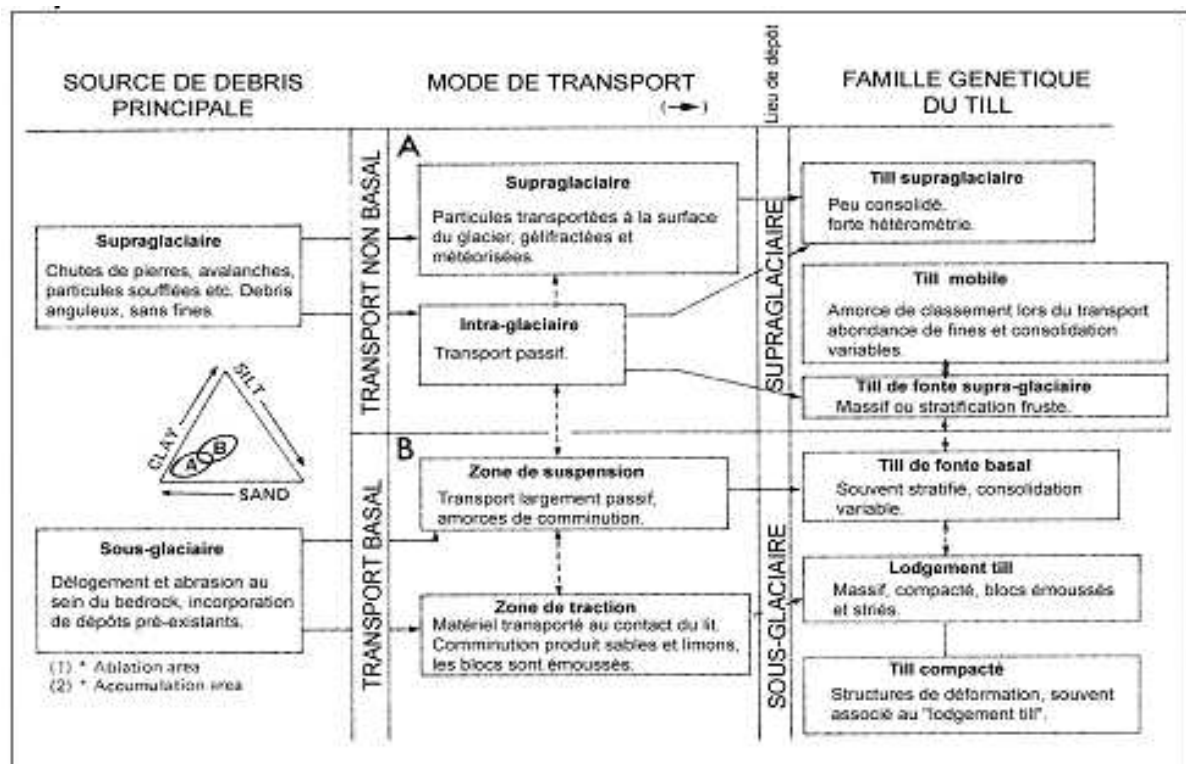 SOURCE DE DEBRIS
PRINCIPALE
MODE DE TRANSPORT
Lieu de dépôt
FAMILLE GENETIQUE
DU TILL
TRANSPORT NON BASAL
A
Supraglaciaire
Chutes de pierres, avalanches,
particules soufflées etc. Debris
anguleux, sans fines.
Supraglaciaire
Particules transportées à la surface
du glacier, gélifractées et
météorisées.
Intra-glaciaire
Transport passif.
SUPRAGLACIAIRE
Till supraglaciaire
Peu consolidé.
forte hétérométrie.
Till mobile
Amorce de classement lors du transport
abondance de fines et consolidation
variables.
Till de fonte supra-glaciaire
Massif ou stratification fruste.
CLAY
SILT
A
B
SAND
TRANSPORT BASAL
B
Sous-glaciaire
Délogement et abrasion au
sein du bedrock, incorporation
de dépôts pré-existants.
(1) * Ablation area
(2) * Accumulation area
Zone de suspension
Transport largement passif,
amorces de comminution.
Zone de traction
Matériel transporté au contact du lit.
Comminution produit sables et limons,
les blocs sont émoussés.
SOUS-GLACIAIRE
Till de fonte basal
Souvent stratifié, consolidation
variable.
Lodgement till
Massif, compacté, blocs émoussés
et striés.
Till compacté
Structures de déformation, souvent
associé au "lodgement till".